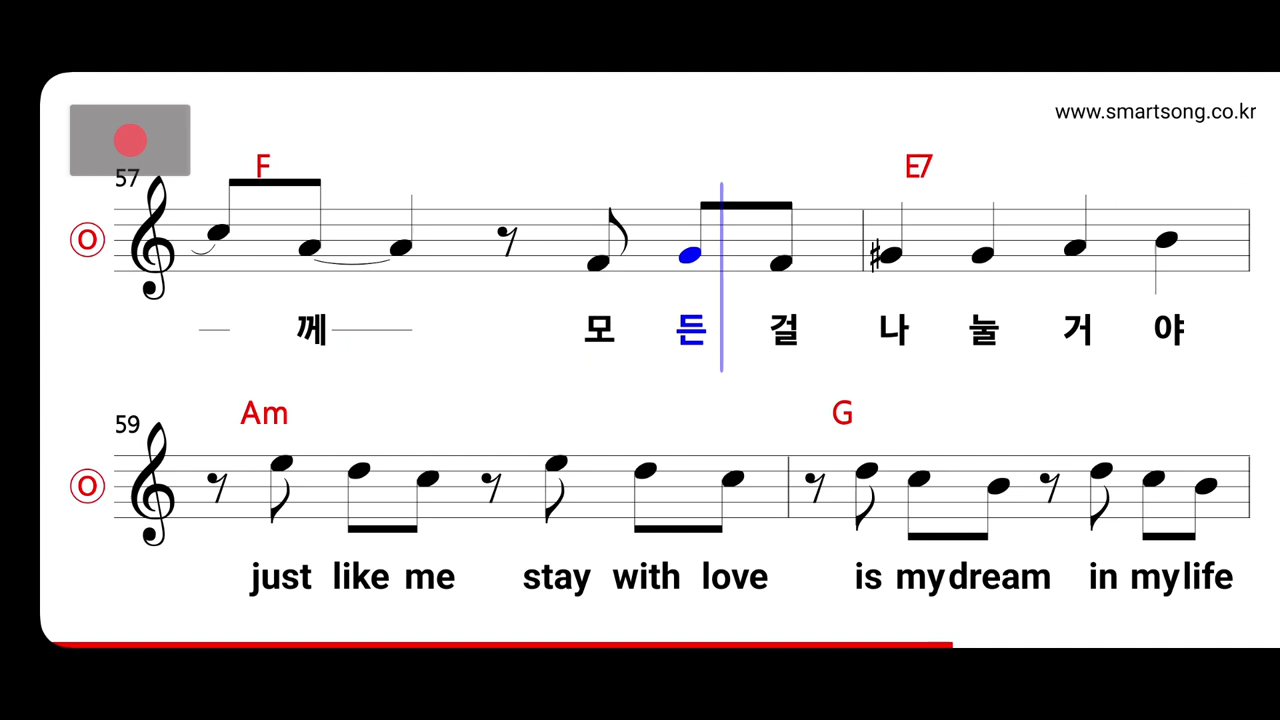 www.smartsong.co.kr
57 F E7
O
께 모 든 걸 나 눌 거 야
59 Am G
O
just like me stay with love is my dream in my life